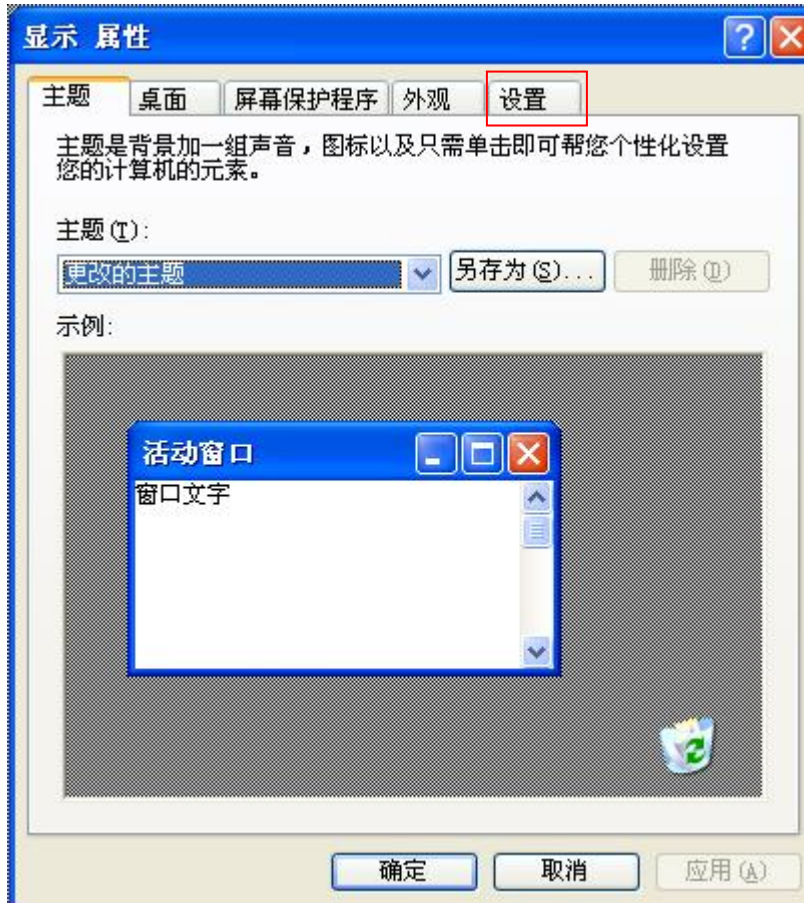 显示 属性
主题 桌面 屏幕保护程序 外观 设置
主题是背景加一组声音，图标以及只需单击即可帮您个性化设置
您的计算机的元素。
主题(T):
更改的主题 另存为(S)... 删除(D)
示例:
活动窗口
窗口文字
确定 取消 应用(A)